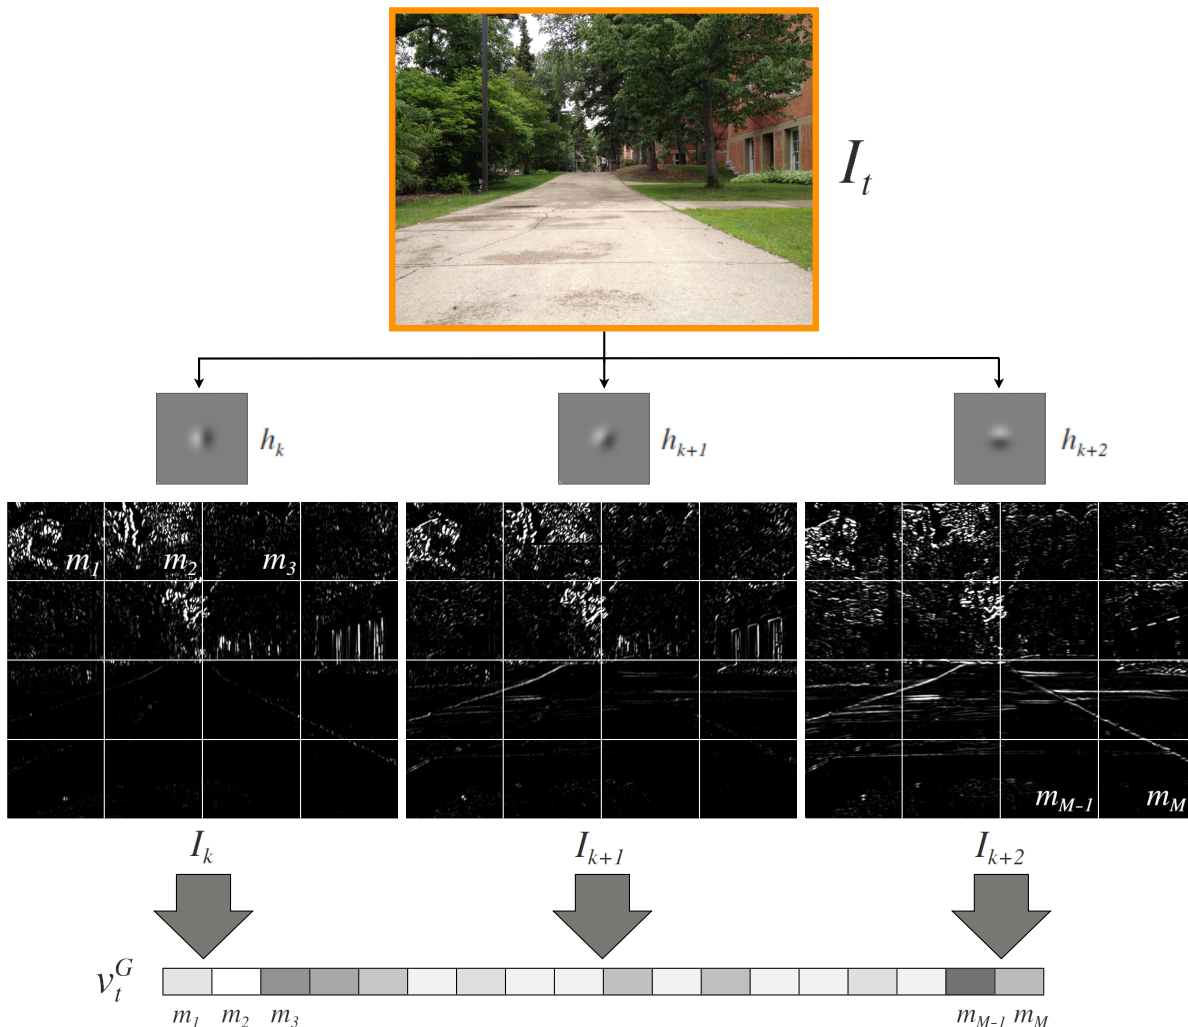 I_t
h_k h_{k+1} h_{k+2}
m_1 m_2 m_3
m_{M-1} m_M
I_k I_{k+1} I_{k+2}
v_t^G
m_1 m_2 m_3 m_{M-1} m_M